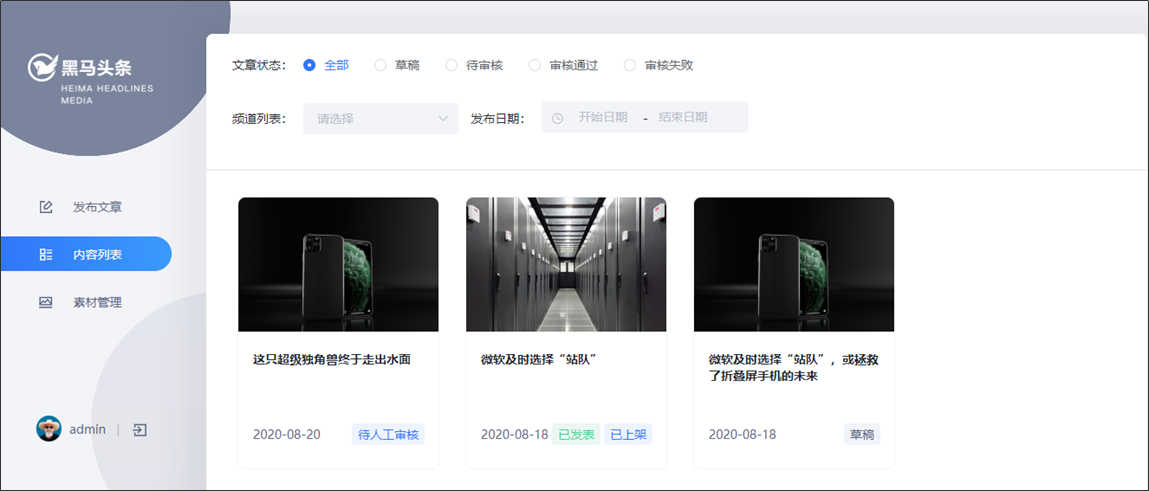 黑马头条
HEIMA HEADLINES
MEDIA
发布文章
内容列表
素材管理
admin
文章状态： 全部 草稿 待审核 审核通过 审核失败
频道列表： 请选择 发布日期： 开始日期 - 结束日期
这只超级独角兽终于走出水面
2020-08-20 待人工审核
微软及时选择“站队”
2020-08-18 已发表 已上架
微软及时选择“站队”，或拯救
了折叠屏手机的未来
2020-08-18 草稿